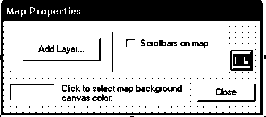 Map Properties
Add Layer...
Scrollbars on map
Click to select map background
canvas color.
Close